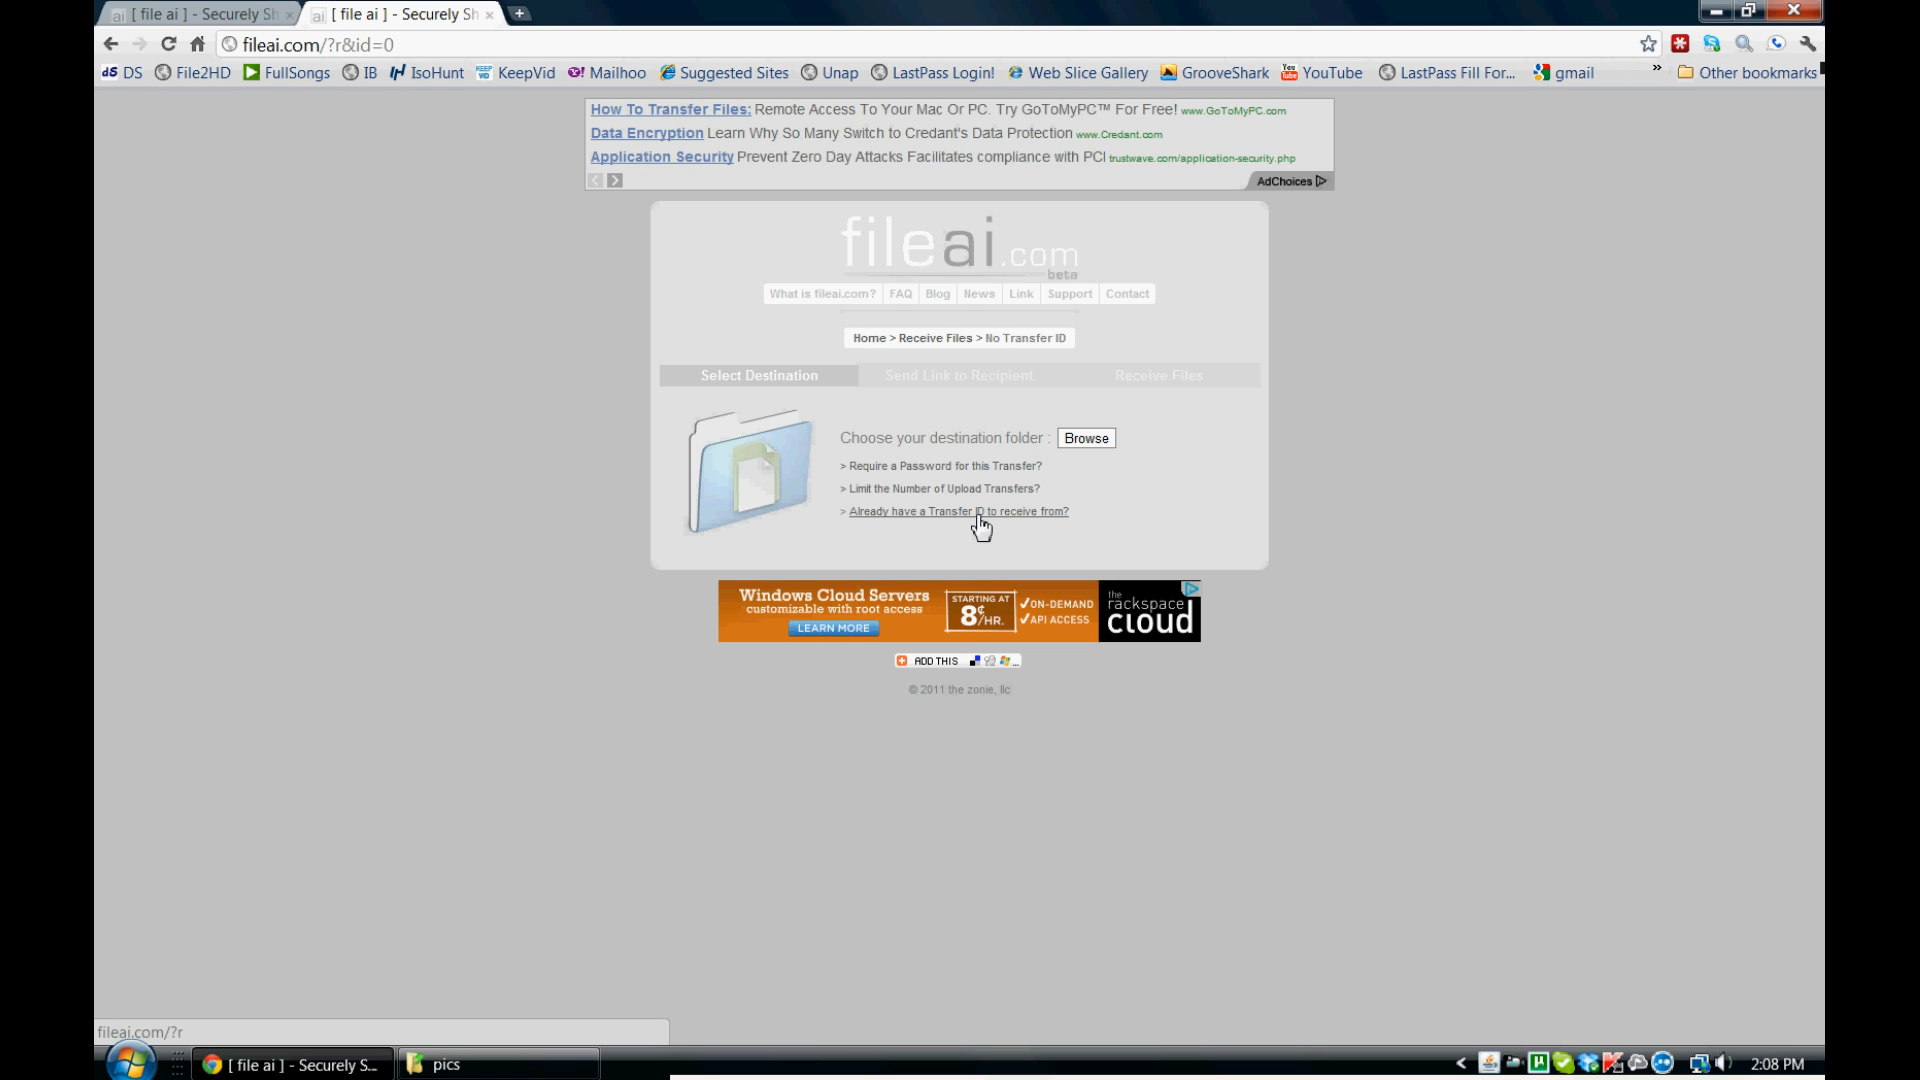 [ file ai ] - Securely Sh
[ file ai ] - Securely Sh
fileai.com/?r&id=0
dS DS File2HD FullSongs IB IsoHunt KeepVid Mailhoo Suggested Sites Unap LastPass Login! Web Slice Gallery GrooveShark YouTube LastPass Fill For... gmail » Other bookmarks
How To Transfer Files: Remote Access To Your Mac Or PC. Try GoToMyPC™ For Free! www.GoToMyPC.com
Data Encryption Learn Why So Many Switch to Credant's Data Protection www.Credant.com
Application Security Prevent Zero Day Attacks Facilitates compliance with PCI trustwave.com/application-security.php
AdChoices
fileai.com
beta
What is fileai.com? FAQ Blog News Link Support Contact
Home > Receive Files > No Transfer ID
Select Destination Send Link to Recipient Receive Files
Choose your destination folder : Browse
> Require a Password for this Transfer?
> Limit the Number of Upload Transfers?
> Already have a Transfer ID to receive from?
Windows Cloud Servers
customizable with root access
LEARN MORE
STARTING AT
8¢/HR.
✓ON-DEMAND
✓API ACCESS
the
rackspace
cloud
ADD THIS ...
© 2011 the zonie, llc
fileai.com/?r
[ file ai ] - Securely S... pics 2:08 PM